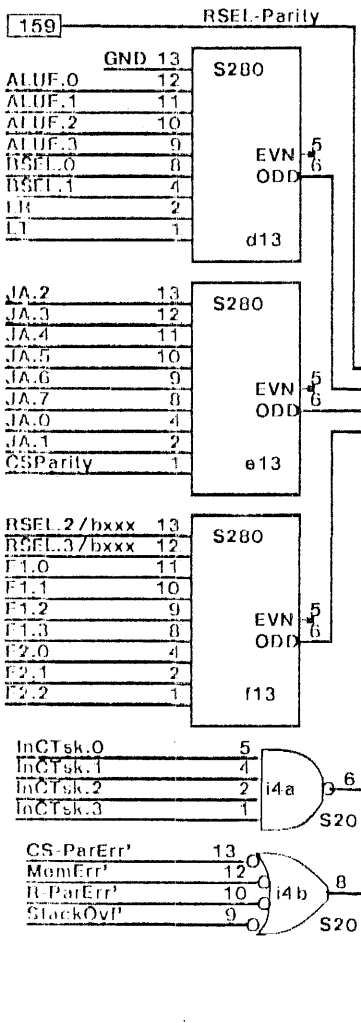 RSEL-Parity
159
GND 13
S280
ALUF.0 12
ALUF.1 11
ALUF.2 10
ALUF.3 9
BSEL.0 8
BSEL.1 4
LR 2
LT 1
EVN 5
ODD 6
d13
JA.2 13
JA.3 12
JA.4 11
JA.5 10
JA.6 9
JA.7 8
JA.0 4
JA.1 2
CSParity 1
S280
EVN 5
ODD 6
e13
RSEL.2/bxxx 13
RSEL.3/bxxx 12
F1.0 11
F1.1 10
F1.2 9
F1.3 8
F2.0 4
F2.1 2
F2.2 1
S280
EVN 5
ODD 6
f13
InCTsk.0 5
InCTsk.1 4
InCTsk.2 2
InCTsk.3 1
i4a
6
S20
CS-ParErr' 13
MemErr' 12
R-ParErr' 10
StackOvf' 9
i4b
8
S20